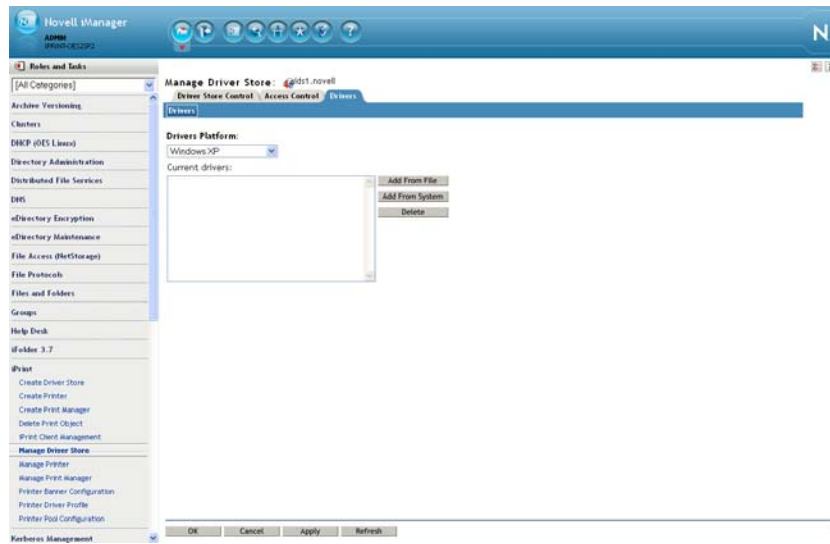 Novell iManager
ADMIN
IPRINT-OES2SP2
N
Roles and Tasks
[All Categories]
Archive Versioning
Clusters
DHCP (OES Linux)
Directory Administration
Distributed File Services
DNS
eDirectory Encryption
eDirectory Maintenance
File Access (NetStorage)
File Protocols
Files and Folders
Groups
Help Desk
iFolder 3.7
iPrint
Create Driver Store
Create Printer
Create Print Manager
Delete Print Object
iPrint Client Management
Manage Driver Store
Manage Printer
Manage Print Manager
Printer Banner Configuration
Printer Driver Profile
Printer Pool Configuration
Kerberos Management
Manage Driver Store: ids1.novell
Driver Store Control Access Control Drivers
Drivers
Drivers Platform:
Windows XP
Current drivers:
Add From File
Add From System
Delete
OK Cancel Apply Refresh